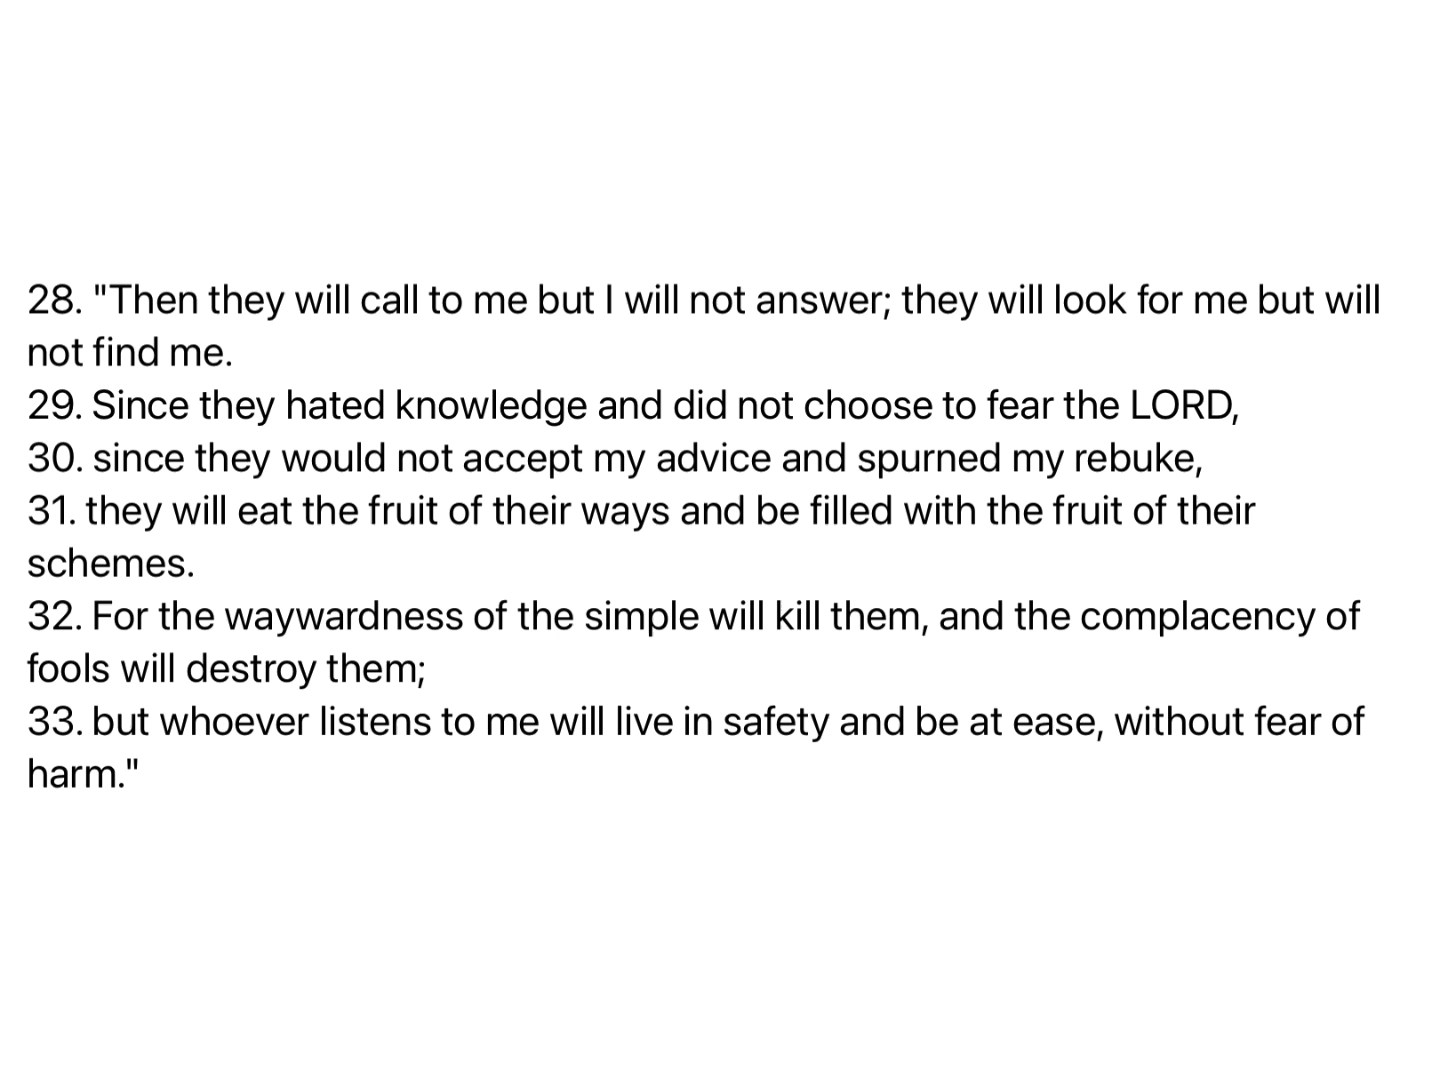 28. "Then they will call to me but I will not answer; they will look for me but will
not find me.
29. Since they hated knowledge and did not choose to fear the LORD,
30. since they would not accept my advice and spurned my rebuke,
31. they will eat the fruit of their ways and be filled with the fruit of their
schemes.
32. For the waywardness of the simple will kill them, and the complacency of
fools will destroy them;
33. but whoever listens to me will live in safety and be at ease, without fear of
harm."